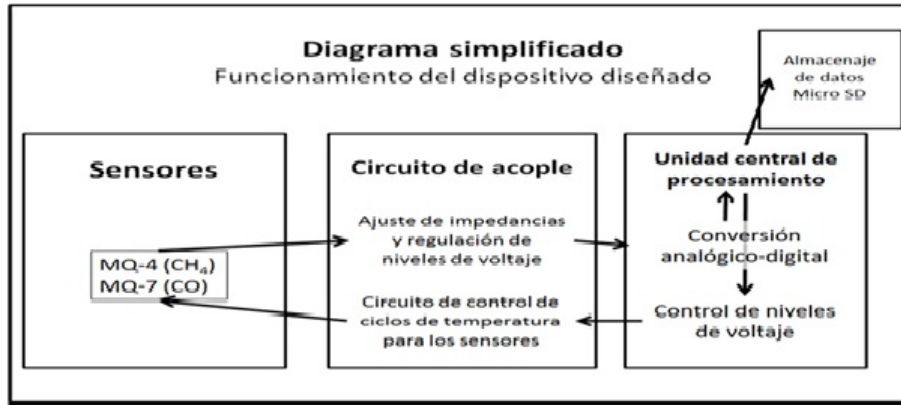 Diagrama simplificado
Funcionamiento del dispositivo diseñado
Almacenaje
de datos
Micro SD
Sensores
MQ-4 (CH₄)
MQ-7 (CO)
Circuito de acople
Ajuste de impedancias
y regulación de
niveles de voltaje
Circuito de control de
ciclos de temperatura
para los sensores
Unidad central de
procesamiento
Conversión
analógico-digital
Control de niveles
de voltaje